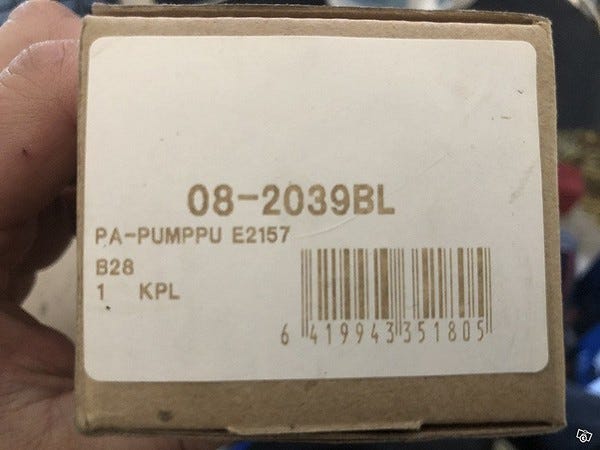 08-2039BL
PA-PUMPPU E2157
B28
1 KPL
6 419943 351805